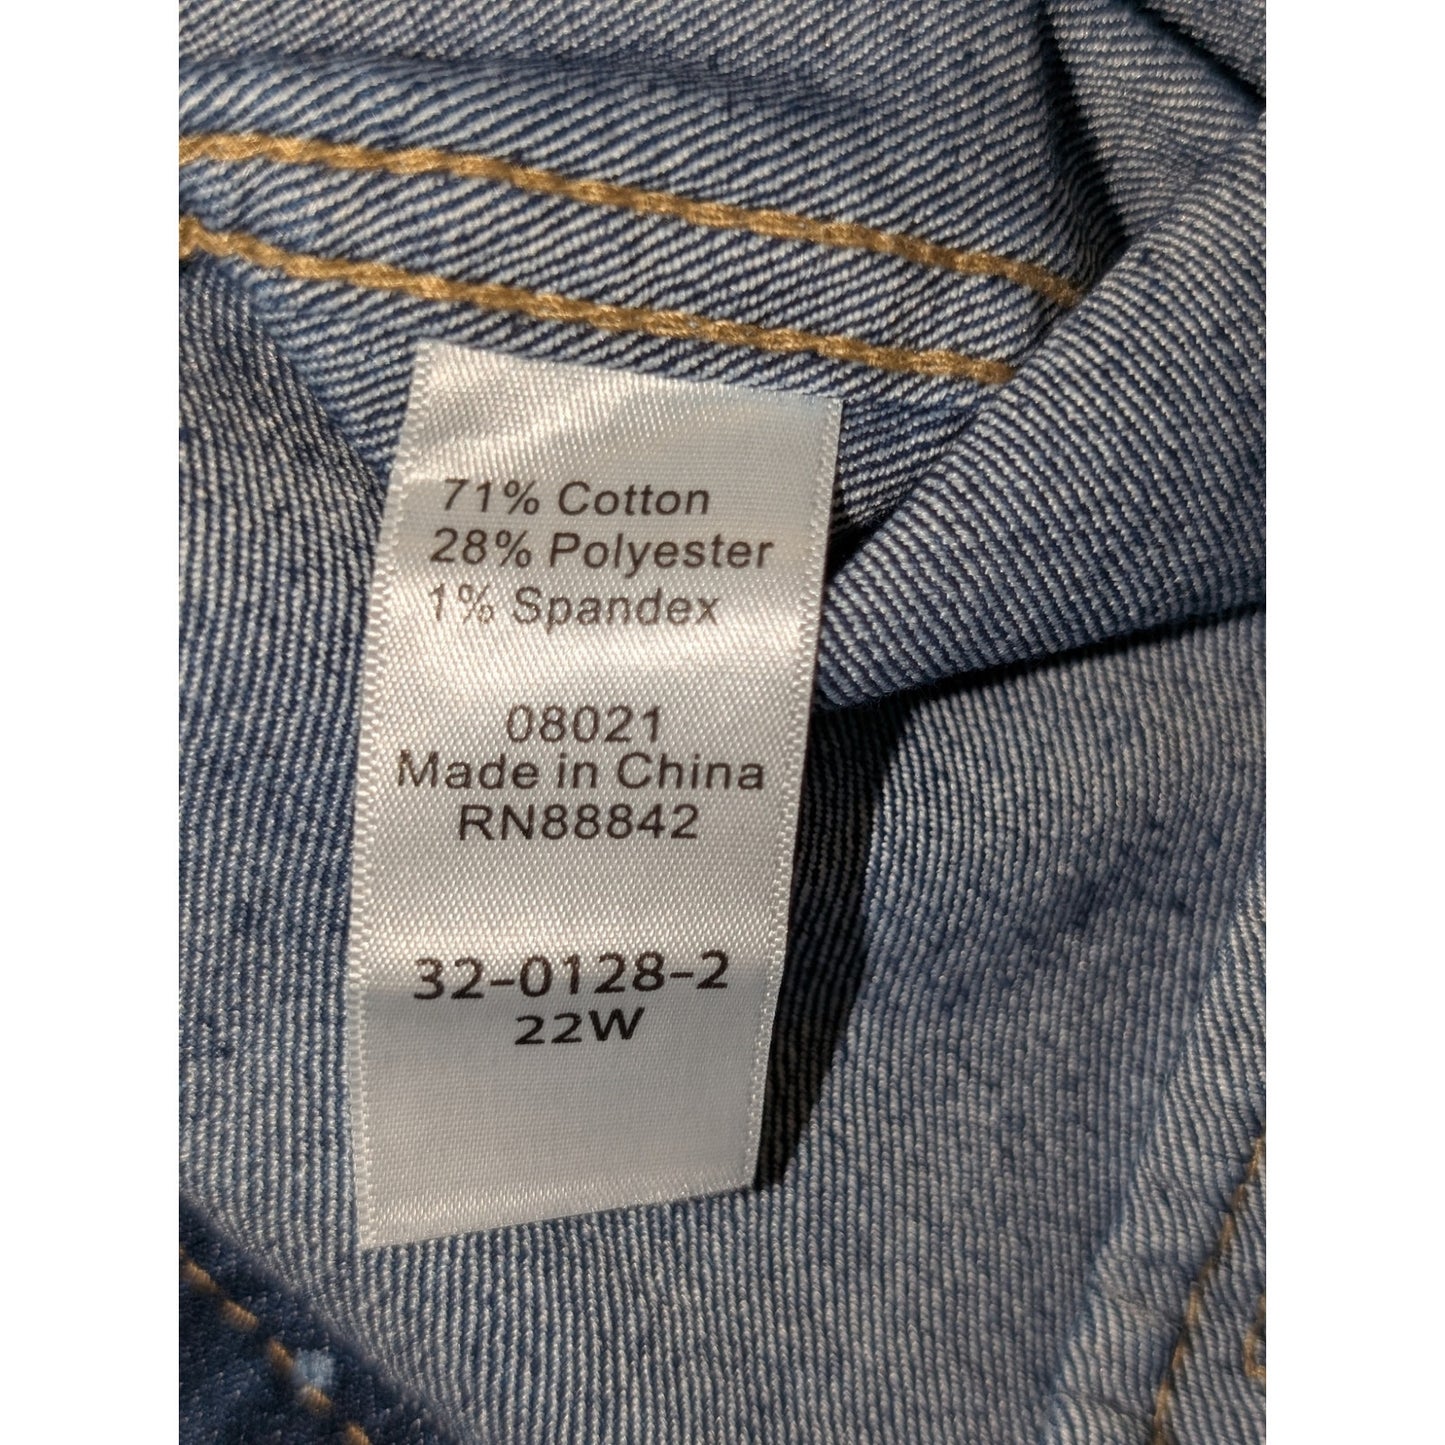 71% Cotton
28% Polyester
1% Spandex
08021
Made in China
RN88842
32-0128-2
22W